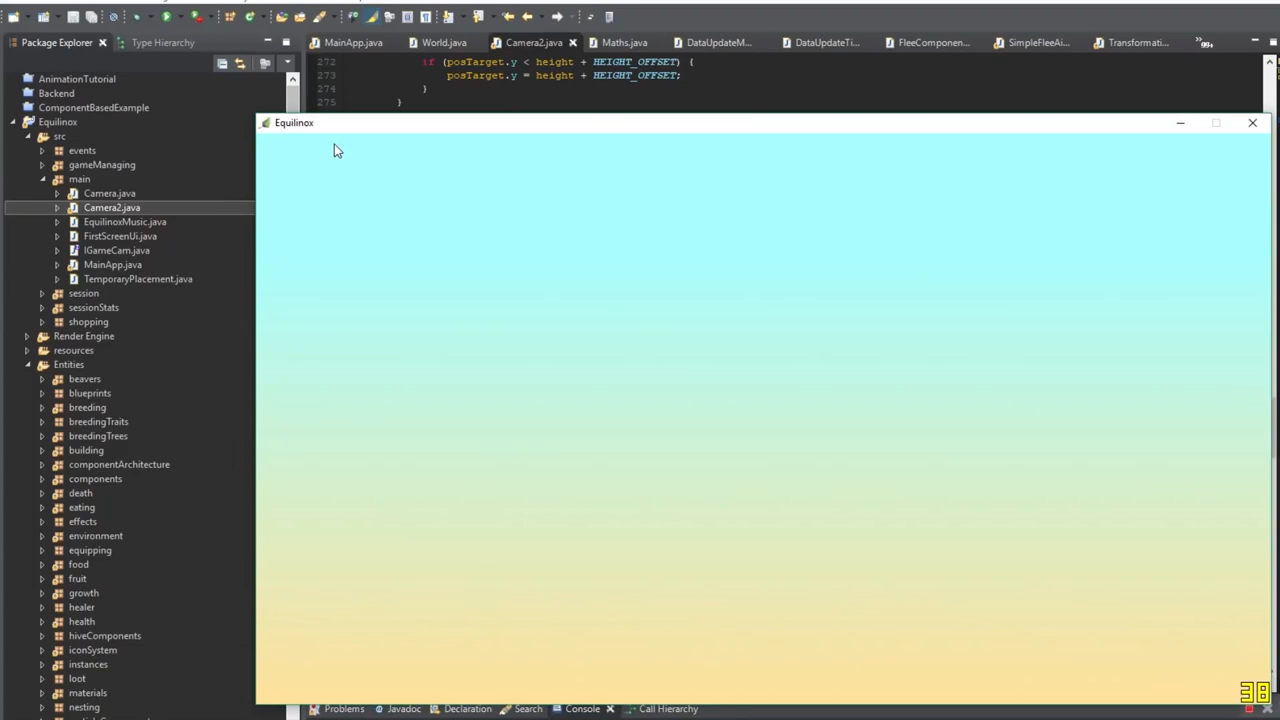 Package Explorer
Type Hierarchy
MainApp.java
World.java
Camera2.java
Maths.java
DataUpdateM...
DataUpdateTi...
FleeComponen...
SimpleFleeAi...
Transformati...
99+
272 if (posTarget.y < height + HEIGHT_OFFSET) {
273 posTarget.y = height + HEIGHT_OFFSET;
274 }
275 }
AnimationTutorial
Backend
ComponentBasedExample
Equilinox
src
events
gameManaging
main
Camera.java
Camera2.java
EquilinoxMusic.java
FirstScreenUi.java
IGameCam.java
MainApp.java
TemporaryPlacement.java
session
sessionStats
shopping
Render Engine
resources
Entities
beavers
blueprints
breeding
breedingTraits
breedingTrees
building
componentArchitecture
components
death
eating
effects
environment
equipping
food
fruit
growth
healer
health
hiveComponents
iconSystem
instances
loot
materials
nesting
Equilinox
38
Problems
Javadoc
Declaration
Search
Console
Call Hierarchy